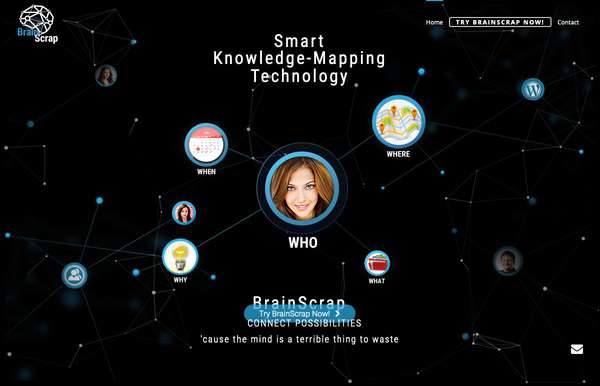 Brain
Scrap
Home
TRY BRAINSCRAP NOW!
Contact
Smart
Knowledge-Mapping
Technology
WHEN
WHERE
WHO
WHY
WHAT
BrainScrap
Try BrainScrap Now!
CONNECT POSSIBILITIES
'cause the mind is a terrible thing to waste